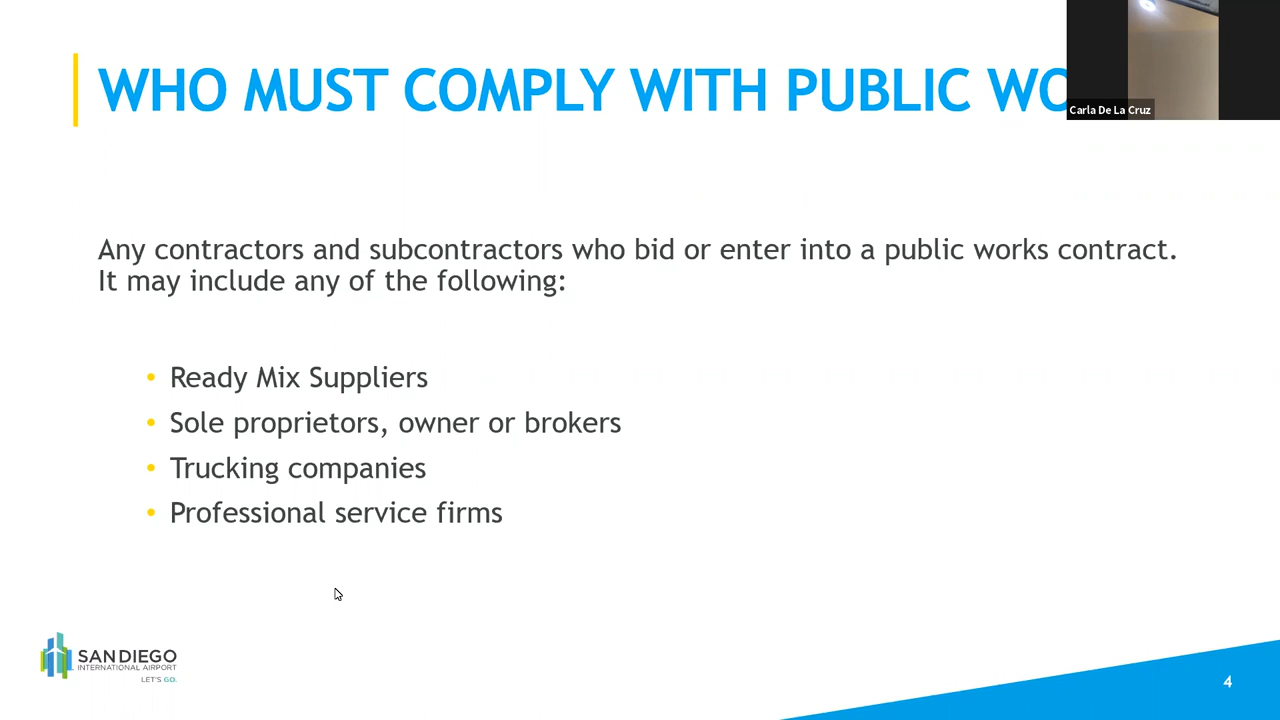 WHO MUST COMPLY WITH PUBLIC
Carla De La Cruz
Any contractors and subcontractors who bid or enter into a public works contract.
It may include any of the following:
• Ready Mix Suppliers
• Sole proprietors, owner or brokers
• Trucking companies
• Professional service firms
SAN DIEGO
INTERNATIONAL AIRPORT
LET'S GO.
4